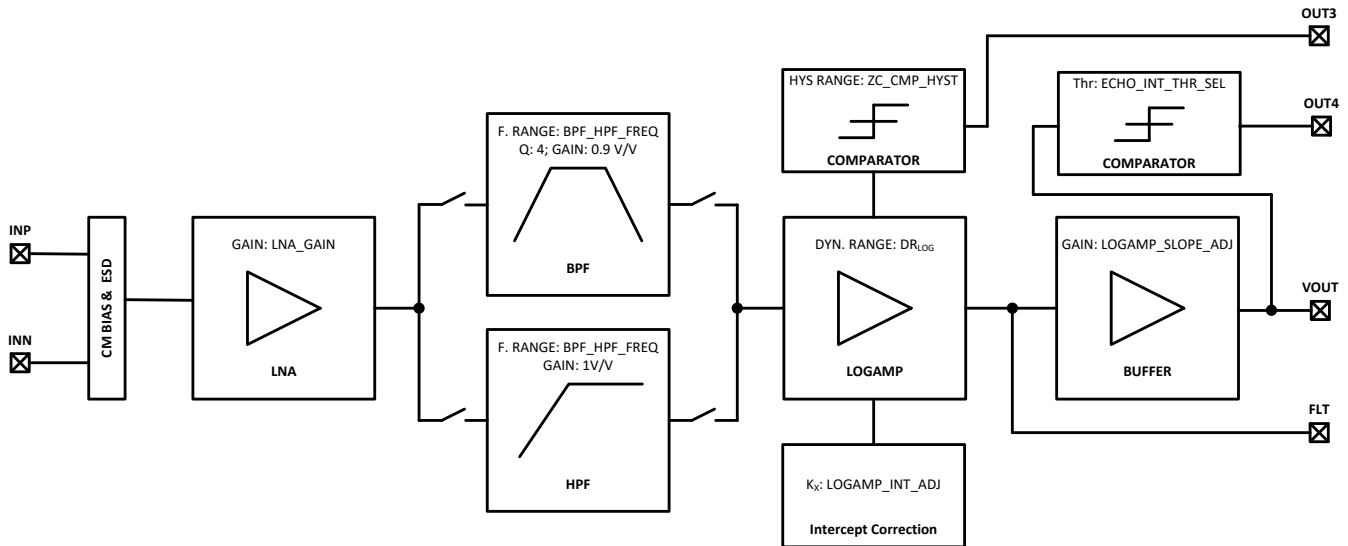 OUT3
HYS RANGE: ZC_CMP_HYST
COMPARATOR
Thr: ECHO_INT_THR_SEL
COMPARATOR
OUT4
F. RANGE: BPF_HPF_FREQ
Q: 4; GAIN: 0.9 V/V
BPF
INP
INN
CM BIAS & ESD
GAIN: LNA_GAIN
LNA
DYN. RANGE: DRLOG
LOGAMP
GAIN: LOGAMP_SLOPE_ADJ
BUFFER
VOUT
F. RANGE: BPF_HPF_FREQ
GAIN: 1V/V
HPF
FLT
KX: LOGAMP_INT_ADJ
Intercept Correction